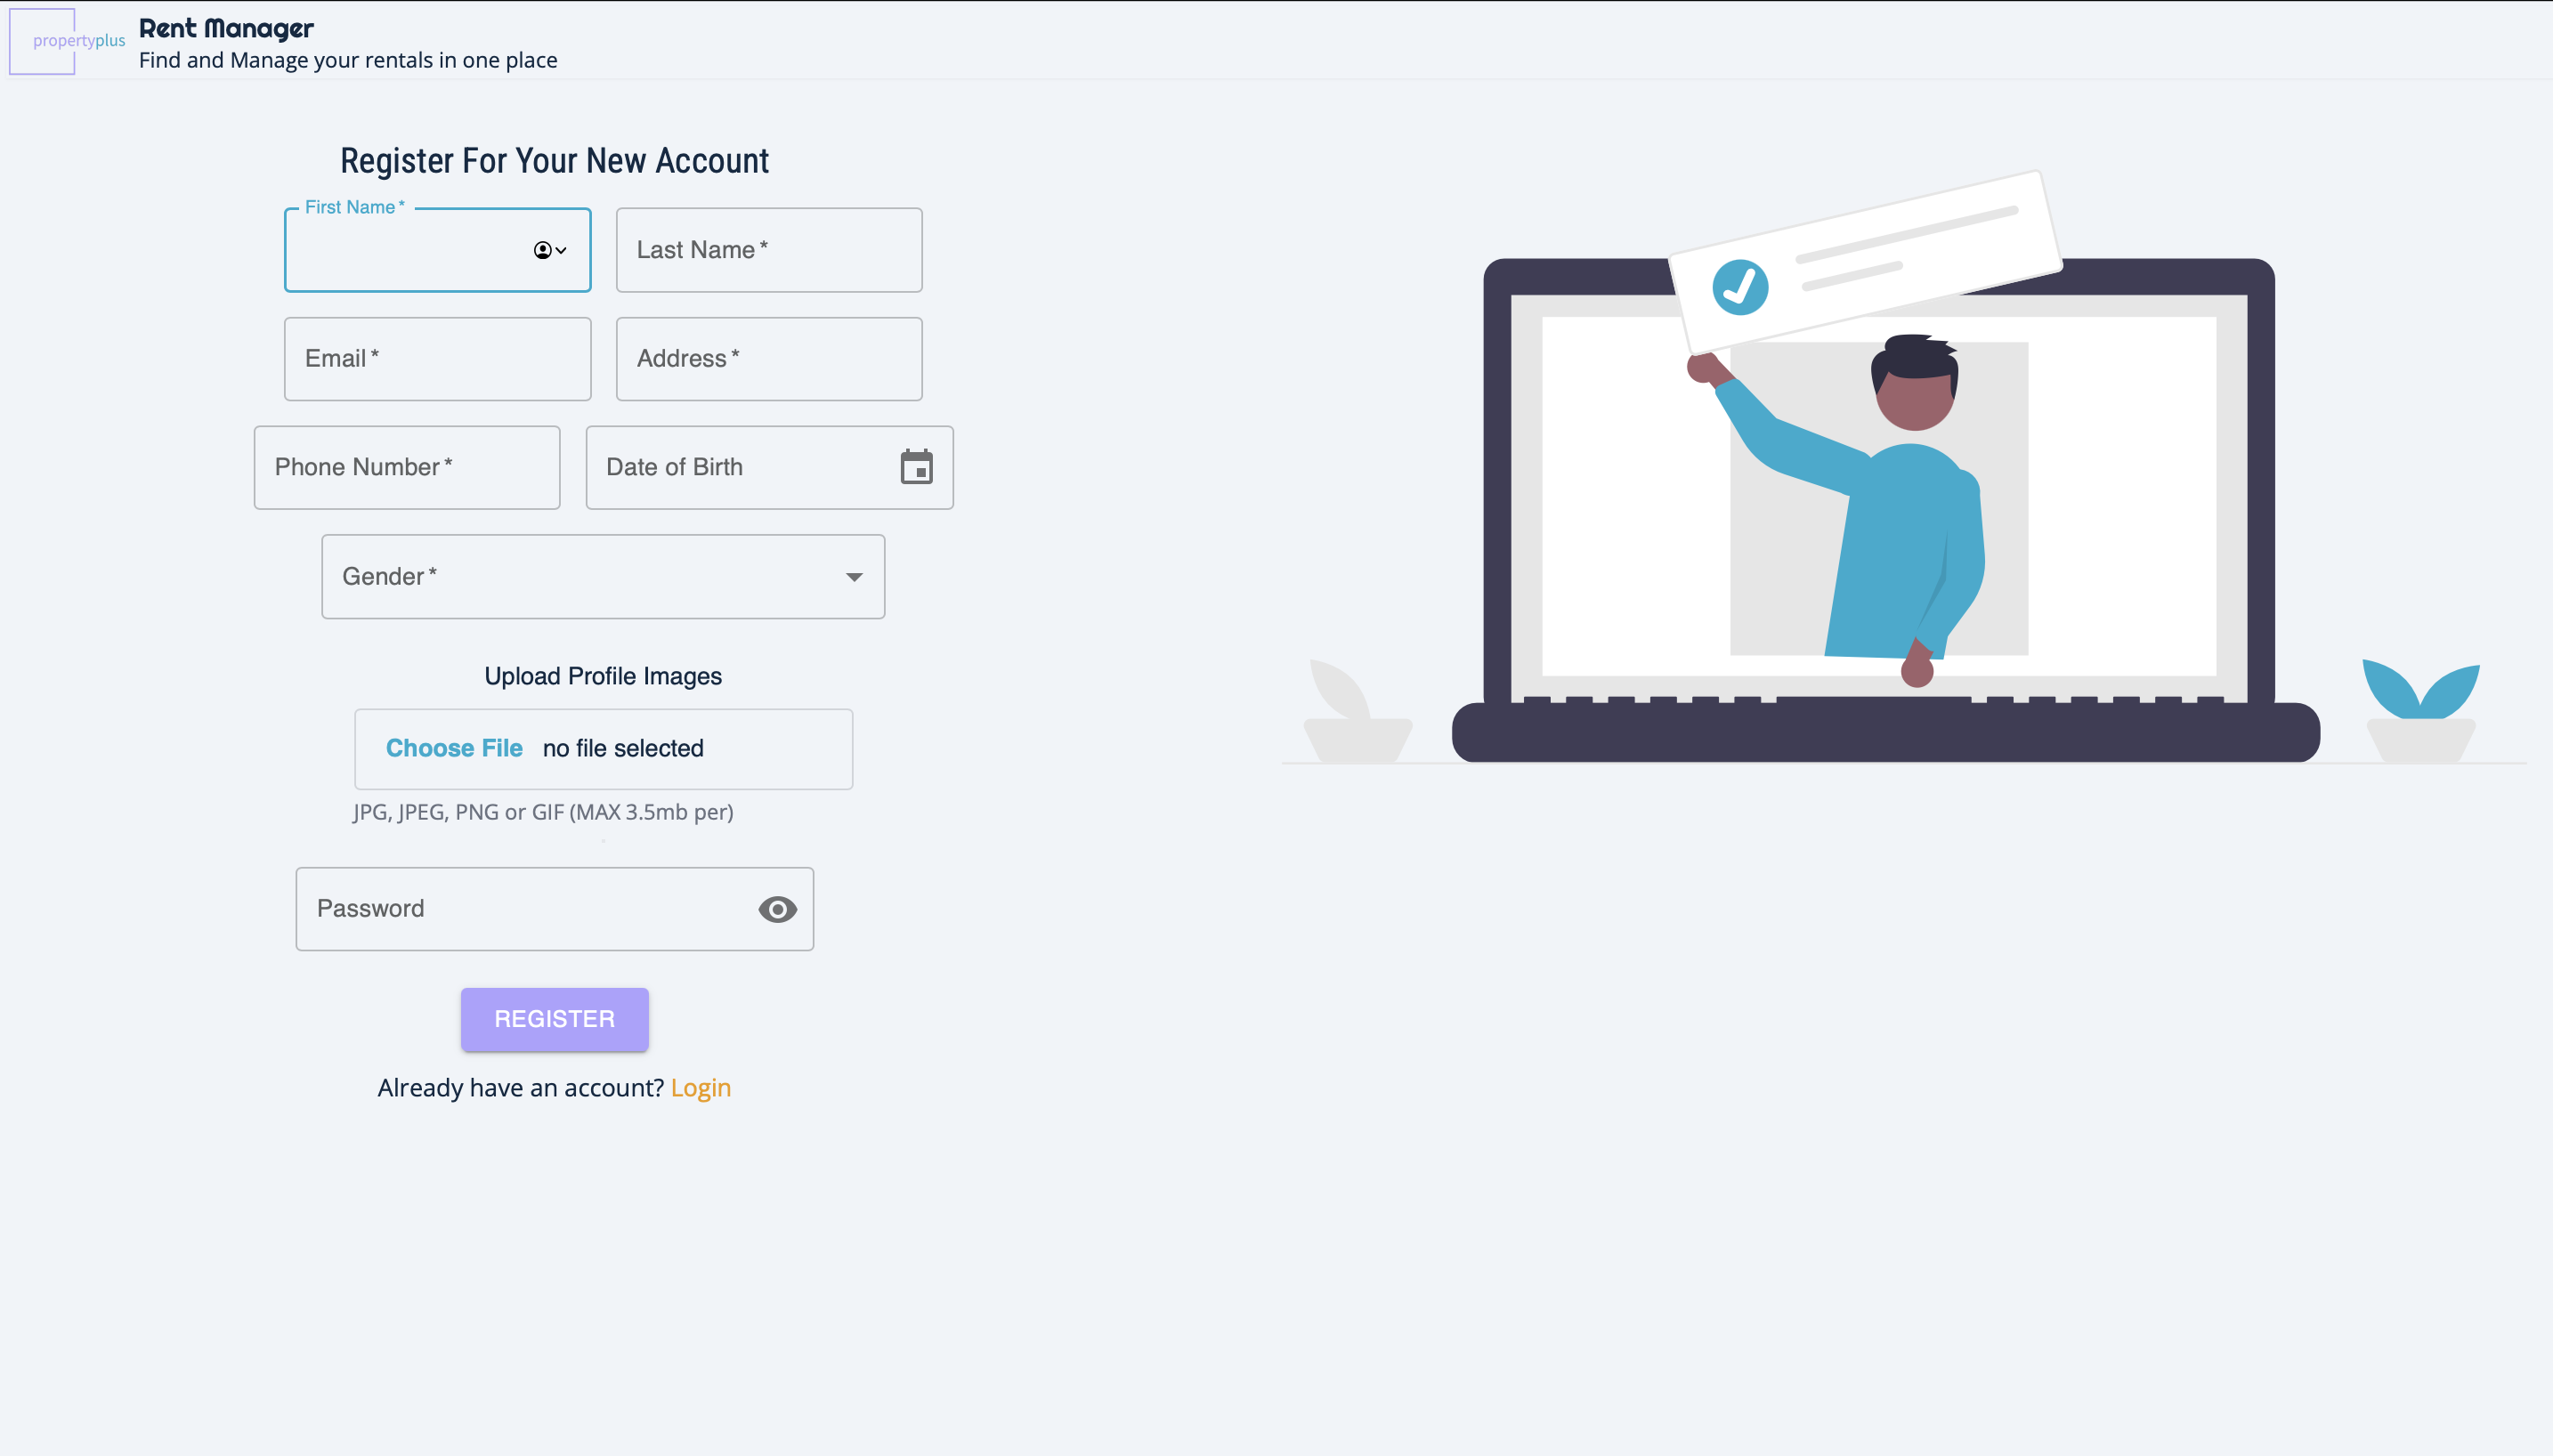 propertyplus
Rent Manager
Find and Manage your rentals in one place
Register For Your New Account
First Name *
Last Name *
Email *
Address *
Phone Number *
Date of Birth
Gender *
Upload Profile Images
Choose File no file selected
JPG, JPEG, PNG or GIF (MAX 3.5mb per)
Password
REGISTER
Already have an account? Login